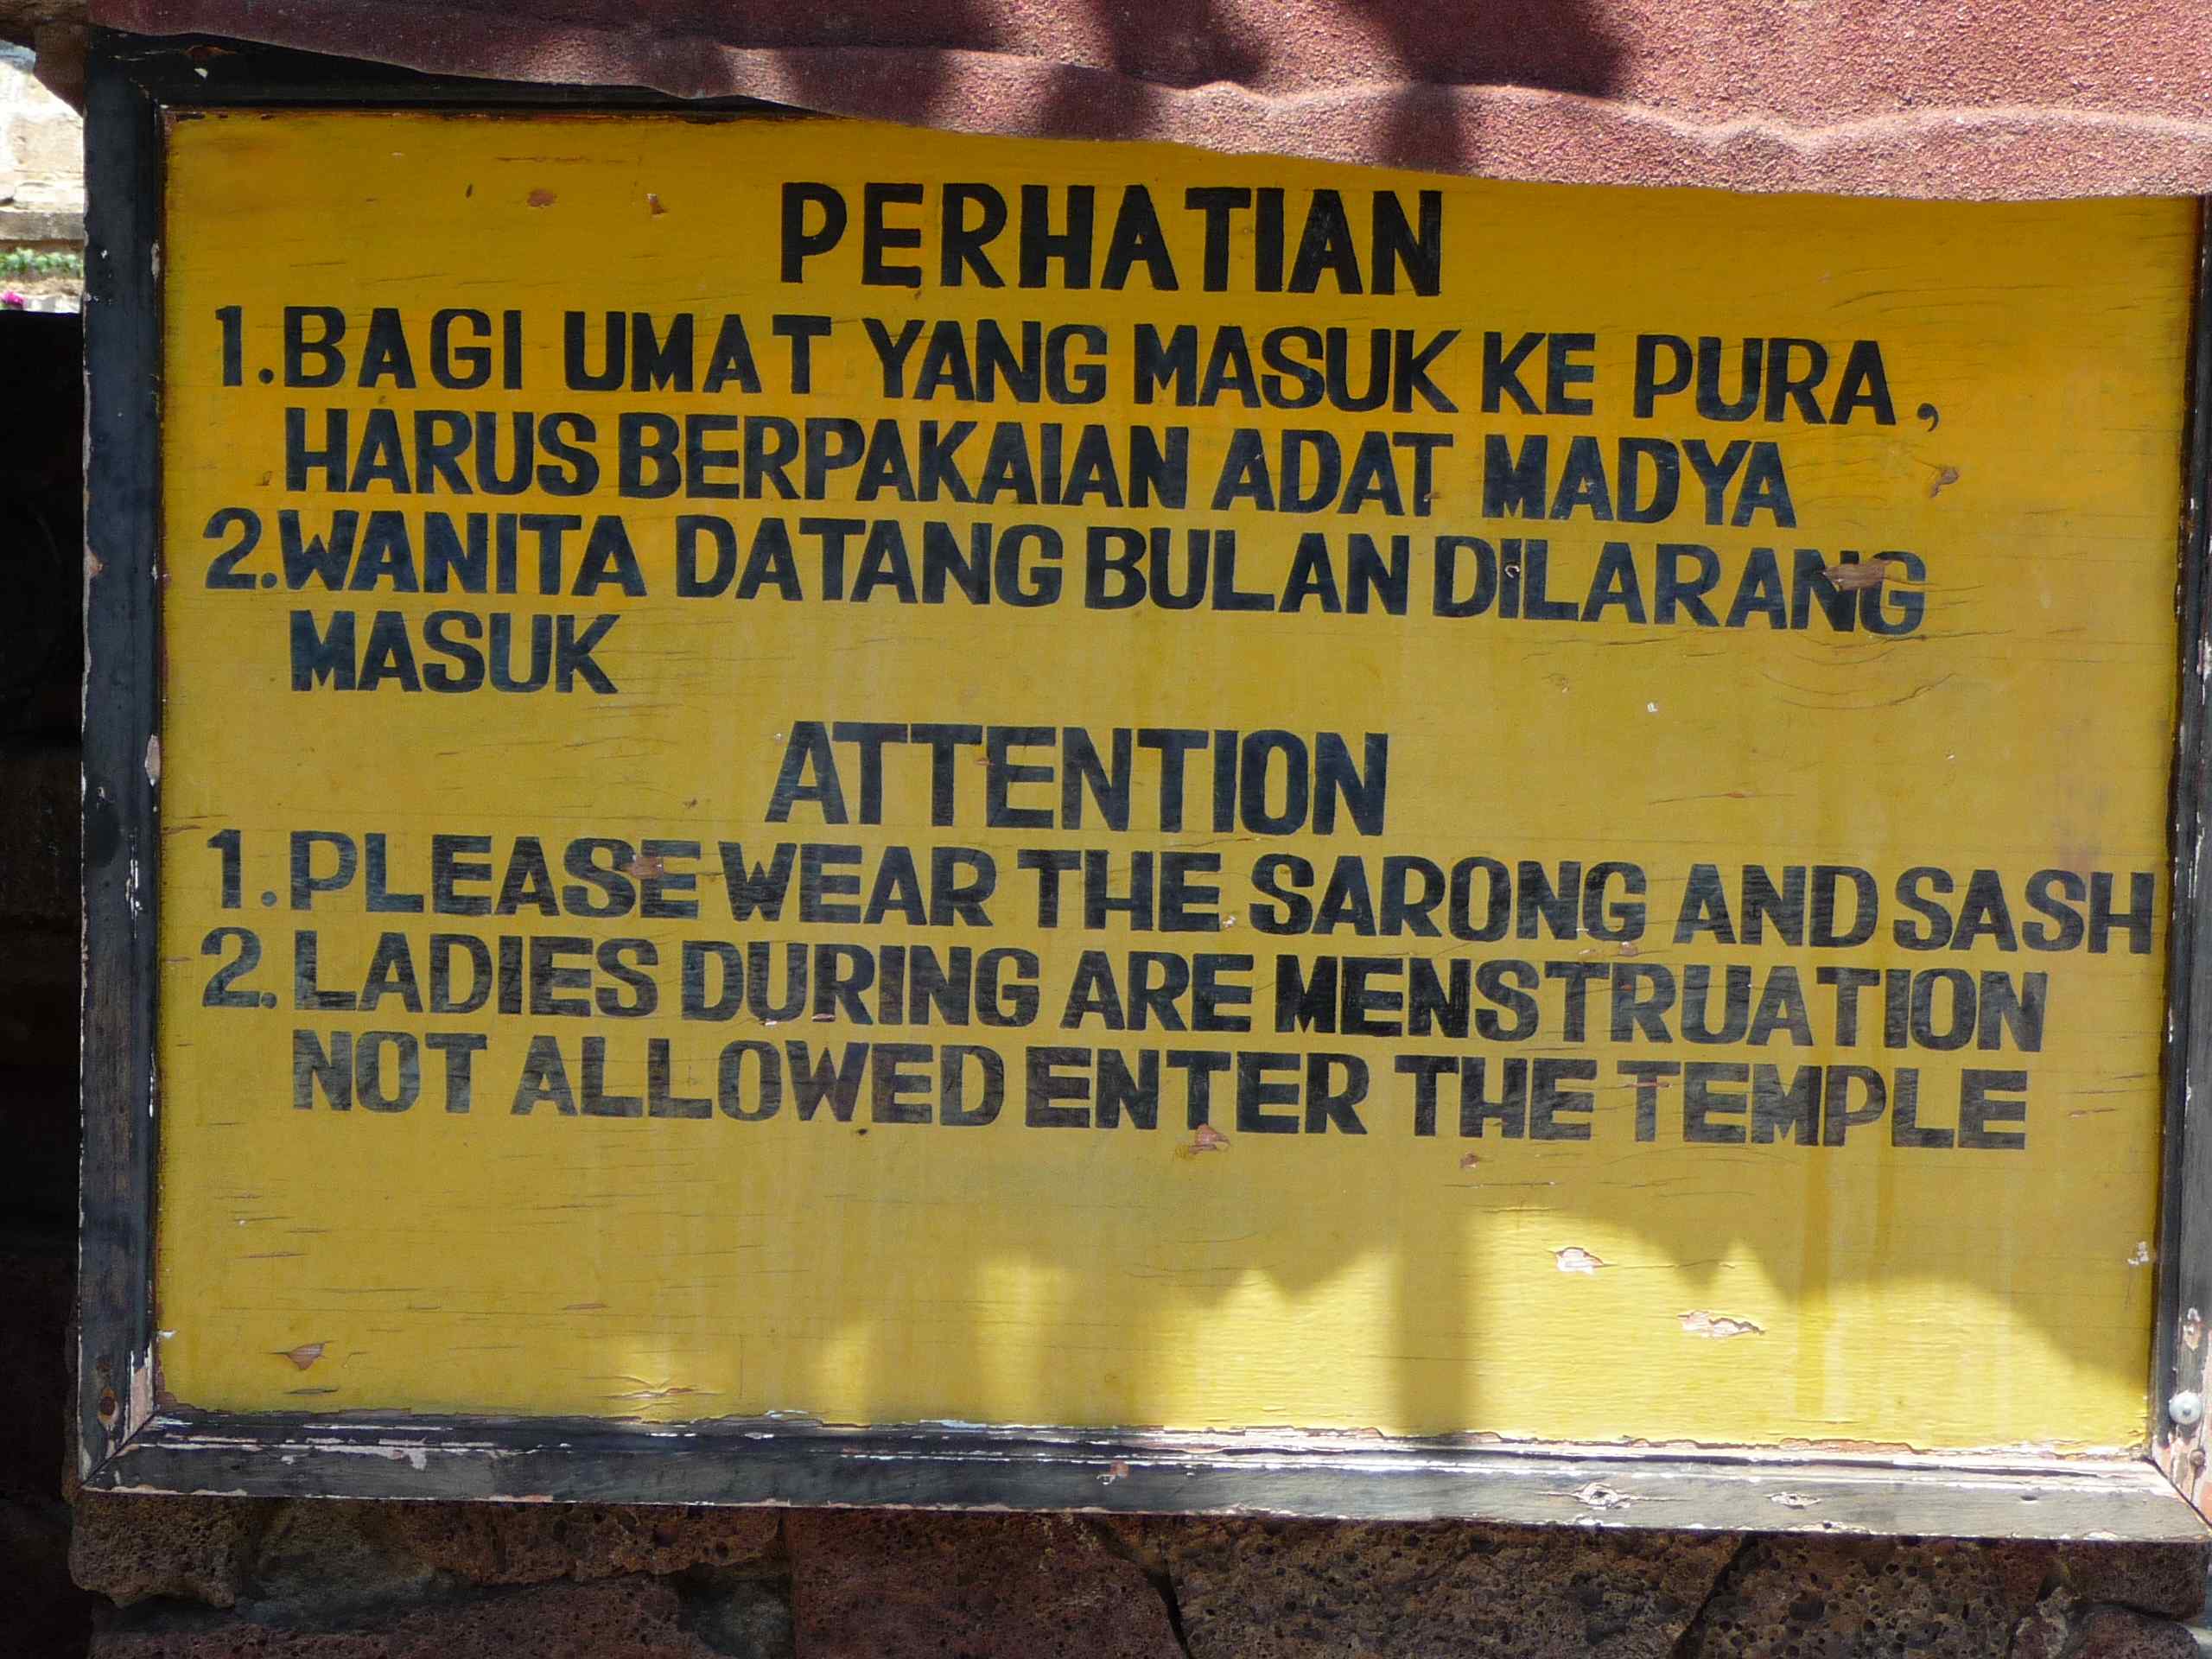 PERHATIAN
1.BAGI UMAT YANG MASUK KE PURA,
HARUS BERPAKAIAN ADAT MADYA
2.WANITA DATANG BULAN DILARANG
MASUK
ATTENTION
1.PLEASE WEAR THE SARONG AND SASH
2.LADIES DURING ARE MENSTRUATION
NOT ALLOWED ENTER THE TEMPLE